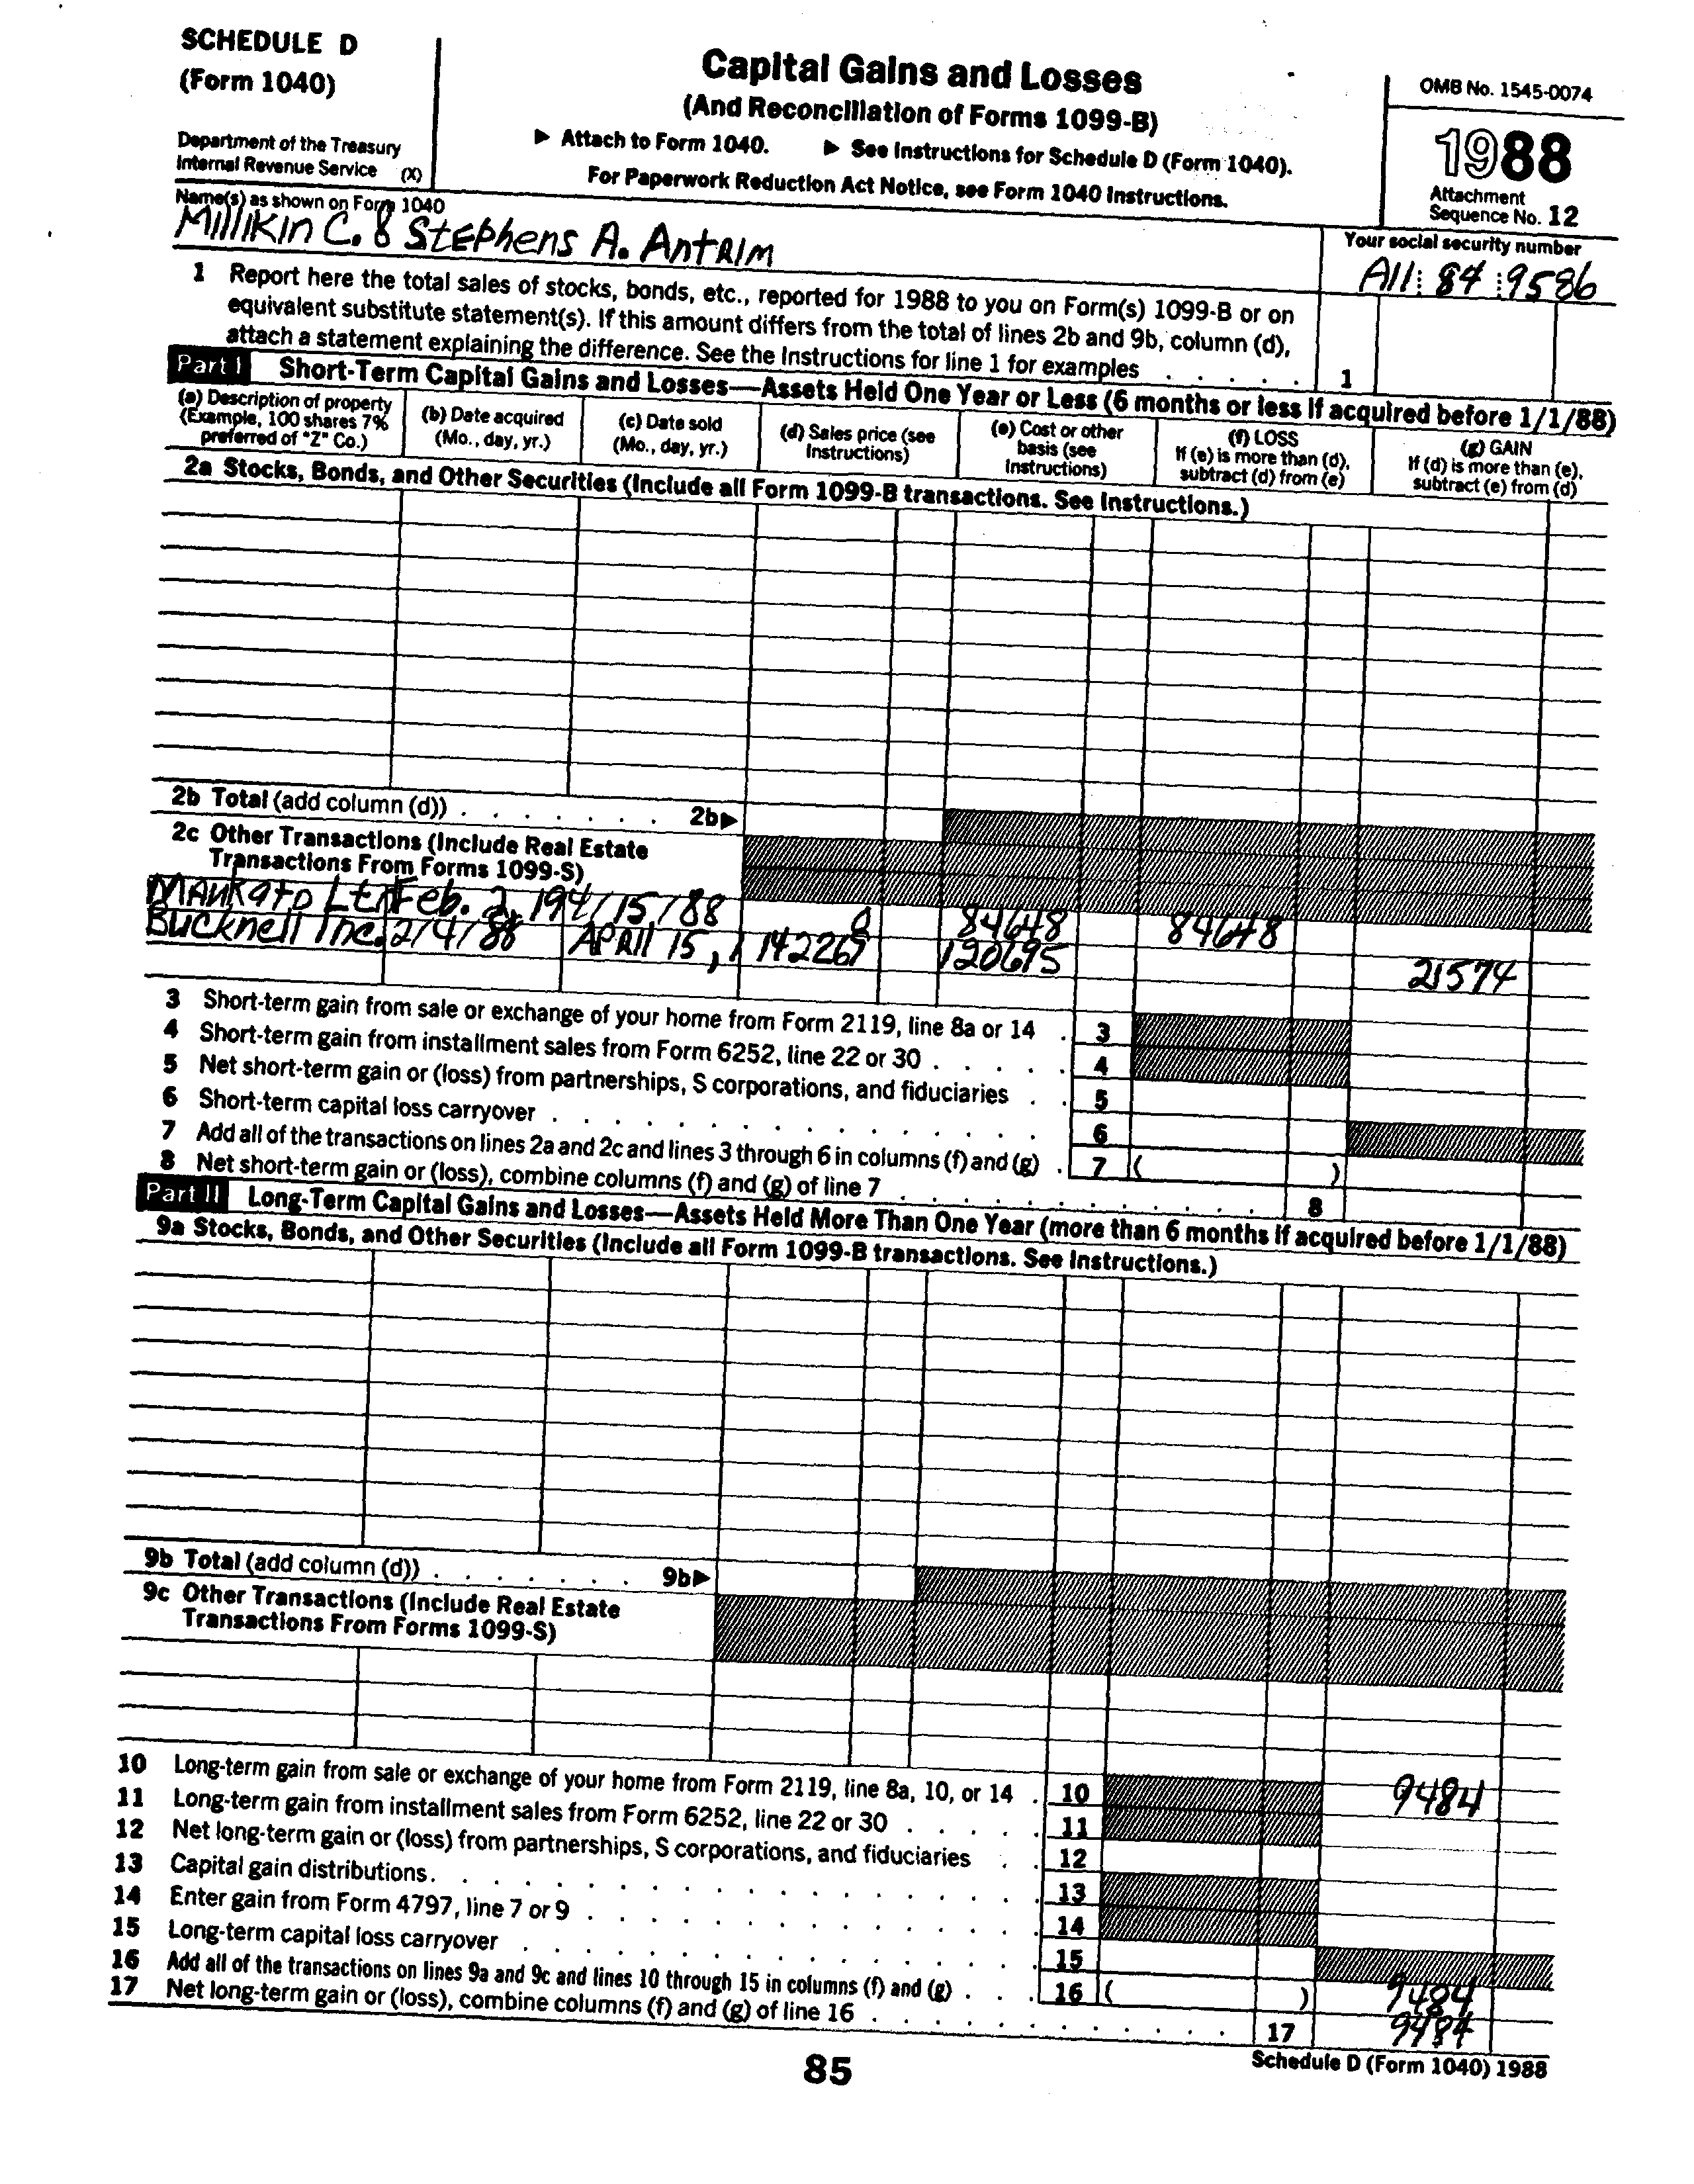 SCHEDULE D
(Form 1040)
Department of the Treasury
Internal Revenue Service (X)
Capital Gains and Losses
(And Reconciliation of Forms 1099-B)
▶ Attach to Form 1040. ▶ See Instructions for Schedule D (Form 1040).
For Paperwork Reduction Act Notice, see Form 1040 Instructions.
OMB No. 1545-0074
1988
Attachment
Sequence No. 12
Name(s) as shown on Form 1040
Millikin C. & Stephens A. Antrim
Your social security number
A11 84 9586
1 Report here the total sales of stocks, bonds, etc., reported for 1988 to you on Form(s) 1099-B or on
equivalent substitute statement(s). If this amount differs from the total of lines 2b and 9b, column (d),
attach a statement explaining the difference. See the Instructions for line 1 for examples . . . . . 1
Part I Short-Term Capital Gains and Losses—Assets Held One Year or Less (6 months or less if acquired before 1/1/88)
(a) Description of property
(Example, 100 shares 7%
preferred of "Z" Co.)
(b) Date acquired
(Mo., day, yr.)
(c) Date sold
(Mo., day, yr.)
(d) Sales price (see
Instructions)
(e) Cost or other
basis (see
Instructions)
(f) LOSS
If (e) is more than (d),
subtract (d) from (e)
(g) GAIN
If (d) is more than (e),
subtract (e) from (d)
2a Stocks, Bonds, and Other Securities (Include all Form 1099-B transactions. See Instructions.)
2b Total (add column (d)) . . . . . . . 2b▶
2c Other Transactions (Include Real Estate
Transactions From Forms 1099-S)
Mankato Lt Feb. 2, 19 4/15/88 0 84648 84648
Bucknell Inc. 2/4/88 APRIl 15, 1 142269 120695 21574
3 Short-term gain from sale or exchange of your home from Form 2119, line 8a or 14 . 3
4 Short-term gain from installment sales from Form 6252, line 22 or 30 . . . . . 4
5 Net short-term gain or (loss) from partnerships, S corporations, and fiduciaries . . 5
6 Short-term capital loss carryover . . . . . . . . . . . . . . 6
7 Add all of the transactions on lines 2a and 2c and lines 3 through 6 in columns (f) and (g) . 7 ( )
8 Net short-term gain or (loss), combine columns (f) and (g) of line 7 . . . . . . . . . . 8
Part II Long-Term Capital Gains and Losses—Assets Held More Than One Year (more than 6 months if acquired before 1/1/88)
9a Stocks, Bonds, and Other Securities (Include all Form 1099-B transactions. See Instructions.)
9b Total (add column (d)) . . . . . . . 9b▶
9c Other Transactions (Include Real Estate
Transactions From Forms 1099-S)
10 Long-term gain from sale or exchange of your home from Form 2119, line 8a, 10, or 14 . 10 9484
11 Long-term gain from installment sales from Form 6252, line 22 or 30 . . . . . 11
12 Net long-term gain or (loss) from partnerships, S corporations, and fiduciaries . . 12
13 Capital gain distributions . . . . . . . . . . . . . . . . 13
14 Enter gain from Form 4797, line 7 or 9 . . . . . . . . . . . . 14
15 Long-term capital loss carryover . . . . . . . . . . . . . . 15
16 Add all of the transactions on lines 9a and 9c and lines 10 through 15 in columns (f) and (g) . . . 16 ( ) 9484
17 Net long-term gain or (loss), combine columns (f) and (g) of line 16 . . . . . . . . . . . 17 9484
85
Schedule D (Form 1040) 1988